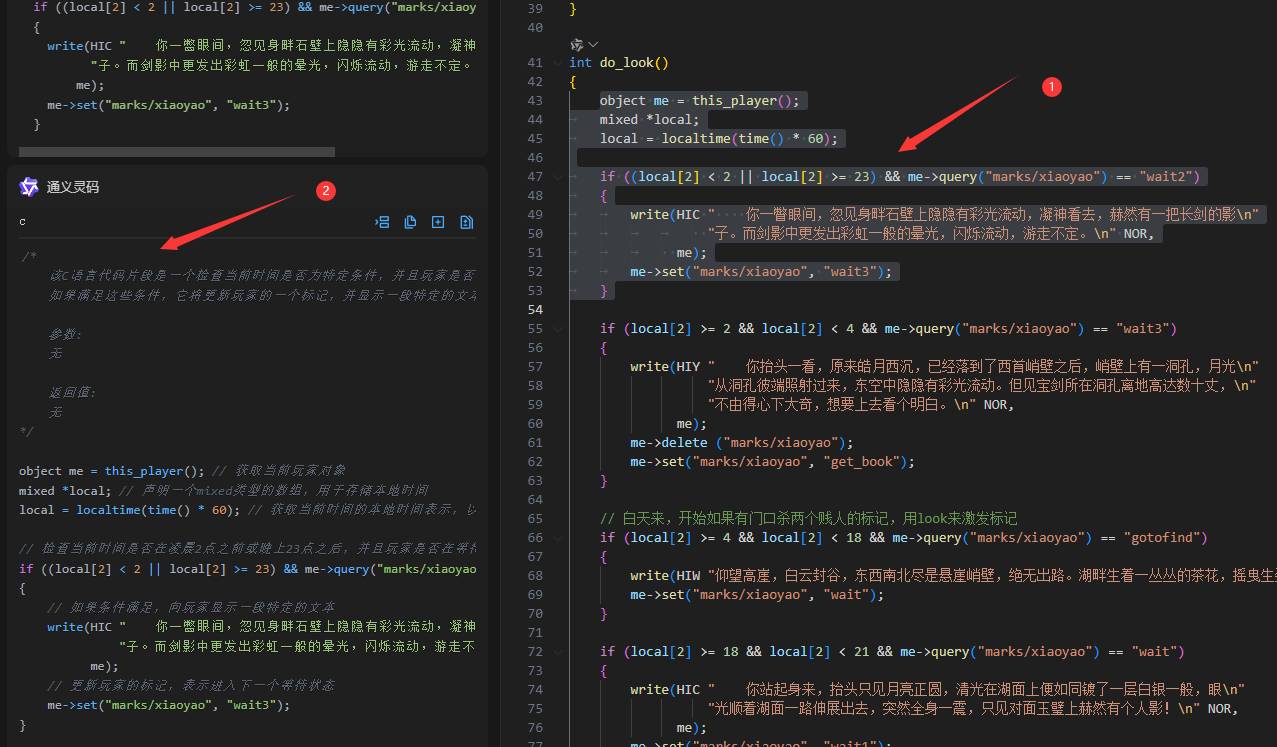 if ((local[2] < 2 || local[2] >= 23) && me->query("marks/xiaoy
{
write(HIC "    你一瞥眼间，忽见身畔石壁上隐隐有彩光流动，凝神
"子。而剑影中更发出彩虹一般的晕光，闪烁流动，游走不定。
me);
me->set("marks/xiaoyao", "wait3");
}
通义灵码
2
c
/*
该C语言代码片段是一个检查当前时间是否为特定条件，并且玩家是否
如果满足这些条件，它将更新玩家的一个标记，并显示一段特定的文本
参数:
无
返回值:
无
*/
object me = this_player(); // 获取当前玩家对象
mixed *local; // 声明一个mixed类型的数组，用于存储本地时间
local = localtime(time() * 60); // 获取当前时间的本地时间表示，以
// 检查当前时间是否在凌晨2点之前或晚上23点之后，并且玩家是否在等待
if ((local[2] < 2 || local[2] >= 23) && me->query("marks/xiaoyao
{
// 如果条件满足，向玩家显示一段特定的文本
write(HIC "    你一瞥眼间，忽见身畔石壁上隐隐有彩光流动，凝神
"子。而剑影中更发出彩虹一般的晕光，闪烁流动，游走不
me);
// 更新玩家的标记，表示进入下一个等待状态
me->set("marks/xiaoyao", "wait3");
}
39 }
40
41 int do_look()
42 {
43 object me = this_player();
44 mixed *local;
45 local = localtime(time() * 60);
46
1
47 if ((local[2] < 2 || local[2] >= 23) && me->query("marks/xiaoyao") == "wait2")
48 {
49 write(HIC "    你一瞥眼间，忽见身畔石壁上隐隐有彩光流动，凝神看去，赫然有一把长剑的影\n"
50 "子。而剑影中更发出彩虹一般的晕光，闪烁流动，游走不定。\n" NOR,
51 me);
52 me->set("marks/xiaoyao", "wait3");
53 }
54
55 if (local[2] >= 2 && local[2] < 4 && me->query("marks/xiaoyao") == "wait3")
56 {
57 write(HIY "    你抬头一看，原来皓月西沉，已经落到了西首峭壁之后，峭壁上有一洞孔，月光\n"
58 "从洞孔彼端照射过来，东空中隐隐有彩光流动。但见宝剑所在洞孔离地高达数十丈，\n"
59 "不由得心下大奇，想要上去看个明白。\n" NOR,
60 me);
61 me->delete ("marks/xiaoyao");
62 me->set("marks/xiaoyao", "get_book");
63 }
64
65 // 白天来，开始如果有门口杀两个贱人的标记，用look来激发标记
66 if (local[2] >= 4 && local[2] < 18 && me->query("marks/xiaoyao") == "gotofind")
67 {
68 write(HIW "仰望高崖，白云封谷，东西南北尽是悬崖峭壁，绝无出路。湖畔生着一丛丛的茶花，摇曳生
69 me->set("marks/xiaoyao", "wait");
70 }
71
72 if (local[2] >= 18 && local[2] < 21 && me->query("marks/xiaoyao") == "wait")
73 {
74 write(HIC "    你站起身来，抬头只见月亮正圆，清光在湖面上便如同镀了一层白银一般，眼\n"
75 "光顺着湖面一路伸展出去，突然全身一震，只见对面玉璧上赫然有个人影！\n" NOR,
76 me);
77 me->set("marks/xiaoyao", "wait1");